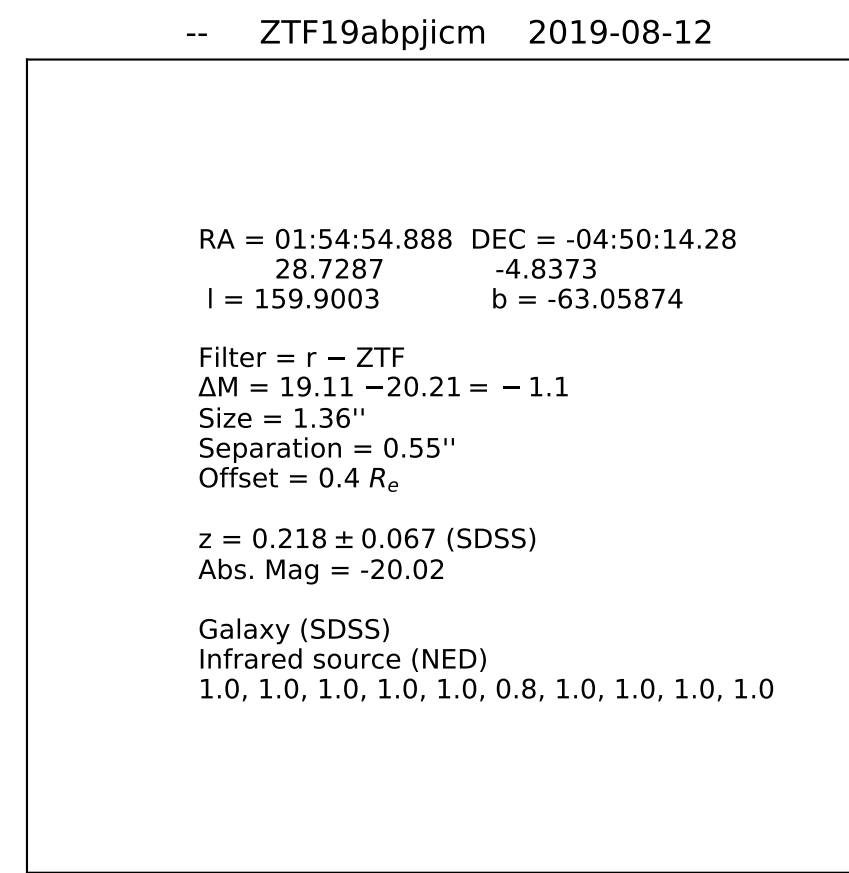 -- ZTF19abpjicm 2019-08-12
RA = 01:54:54.888 DEC = -04:50:14.28
28.7287 -4.8373
l = 159.9003 b = -63.05874
Filter = r − ZTF
ΔM = 19.11 −20.21 = − 1.1
Size = 1.36''
Separation = 0.55''
Offset = 0.4 Re
z = 0.218 ± 0.067 (SDSS)
Abs. Mag = -20.02
Galaxy (SDSS)
Infrared source (NED)
1.0, 1.0, 1.0, 1.0, 1.0, 0.8, 1.0, 1.0, 1.0, 1.0